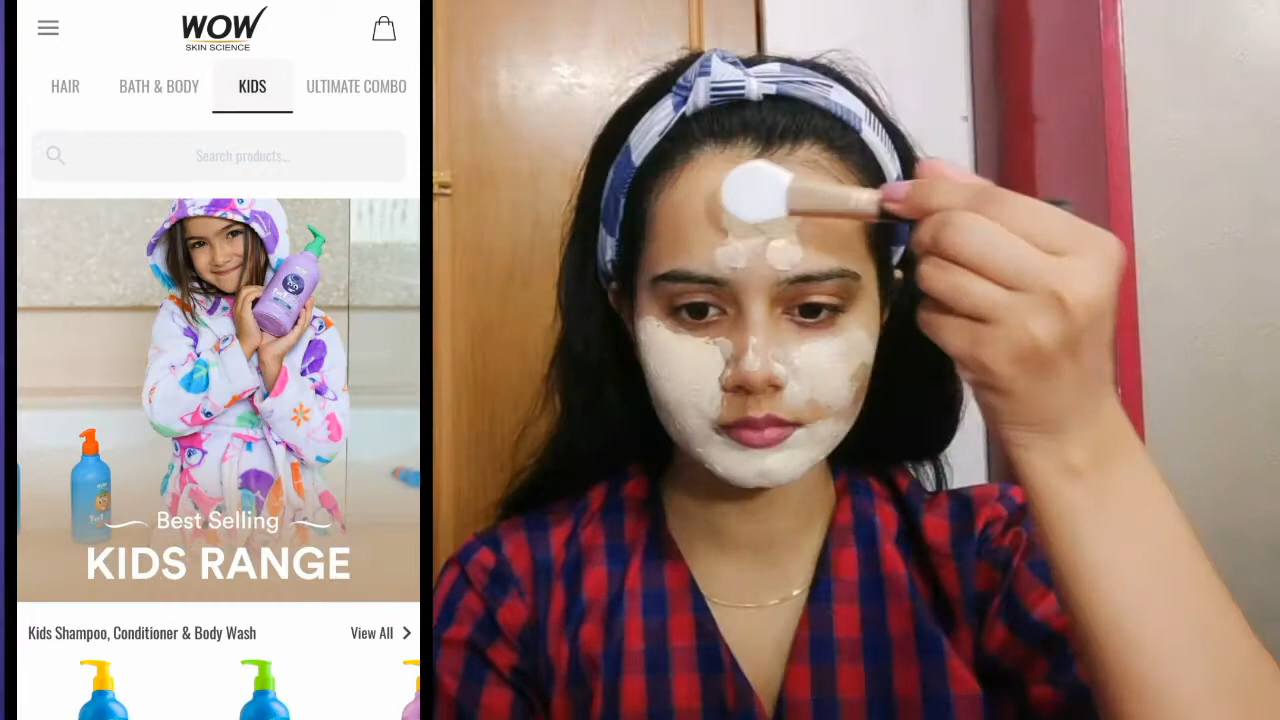 WOW
SKIN SCIENCE
HAIR
BATH & BODY
KIDS
ULTIMATE COMBO
Search products...
Best Selling
KIDS RANGE
Kids Shampoo, Conditioner & Body Wash
View All